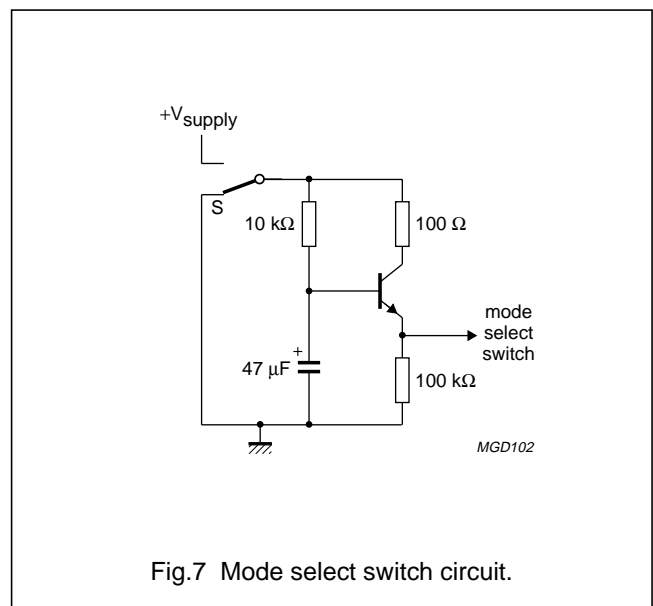 +Vsupply
S
10 kΩ
100 Ω
mode
select
switch
+
47 μF
100 kΩ
MGD102
Fig.7 Mode select switch circuit.